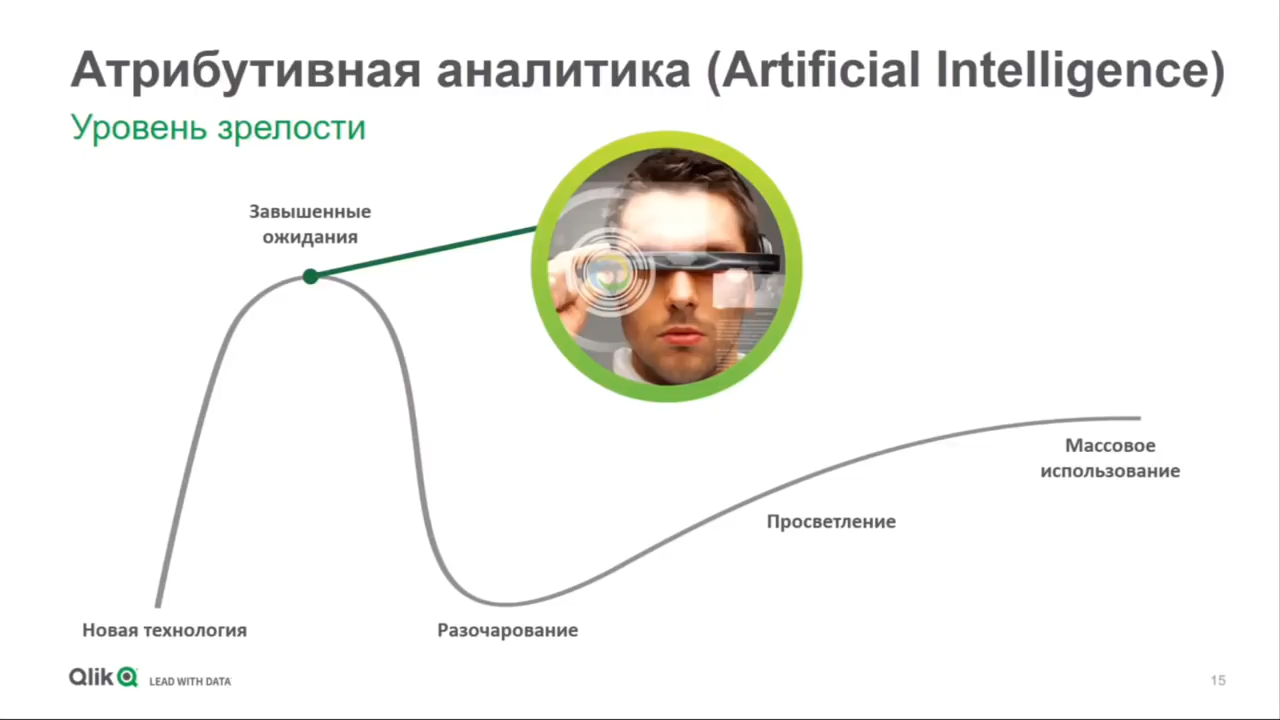 Атрибутивная аналитика (Artificial Intelligence)
Уровень зрелости
Завышенные
ожидания
Массовое
использование
Просветление
Новая технология
Разочарование
Qlik LEAD WITH DATA
15